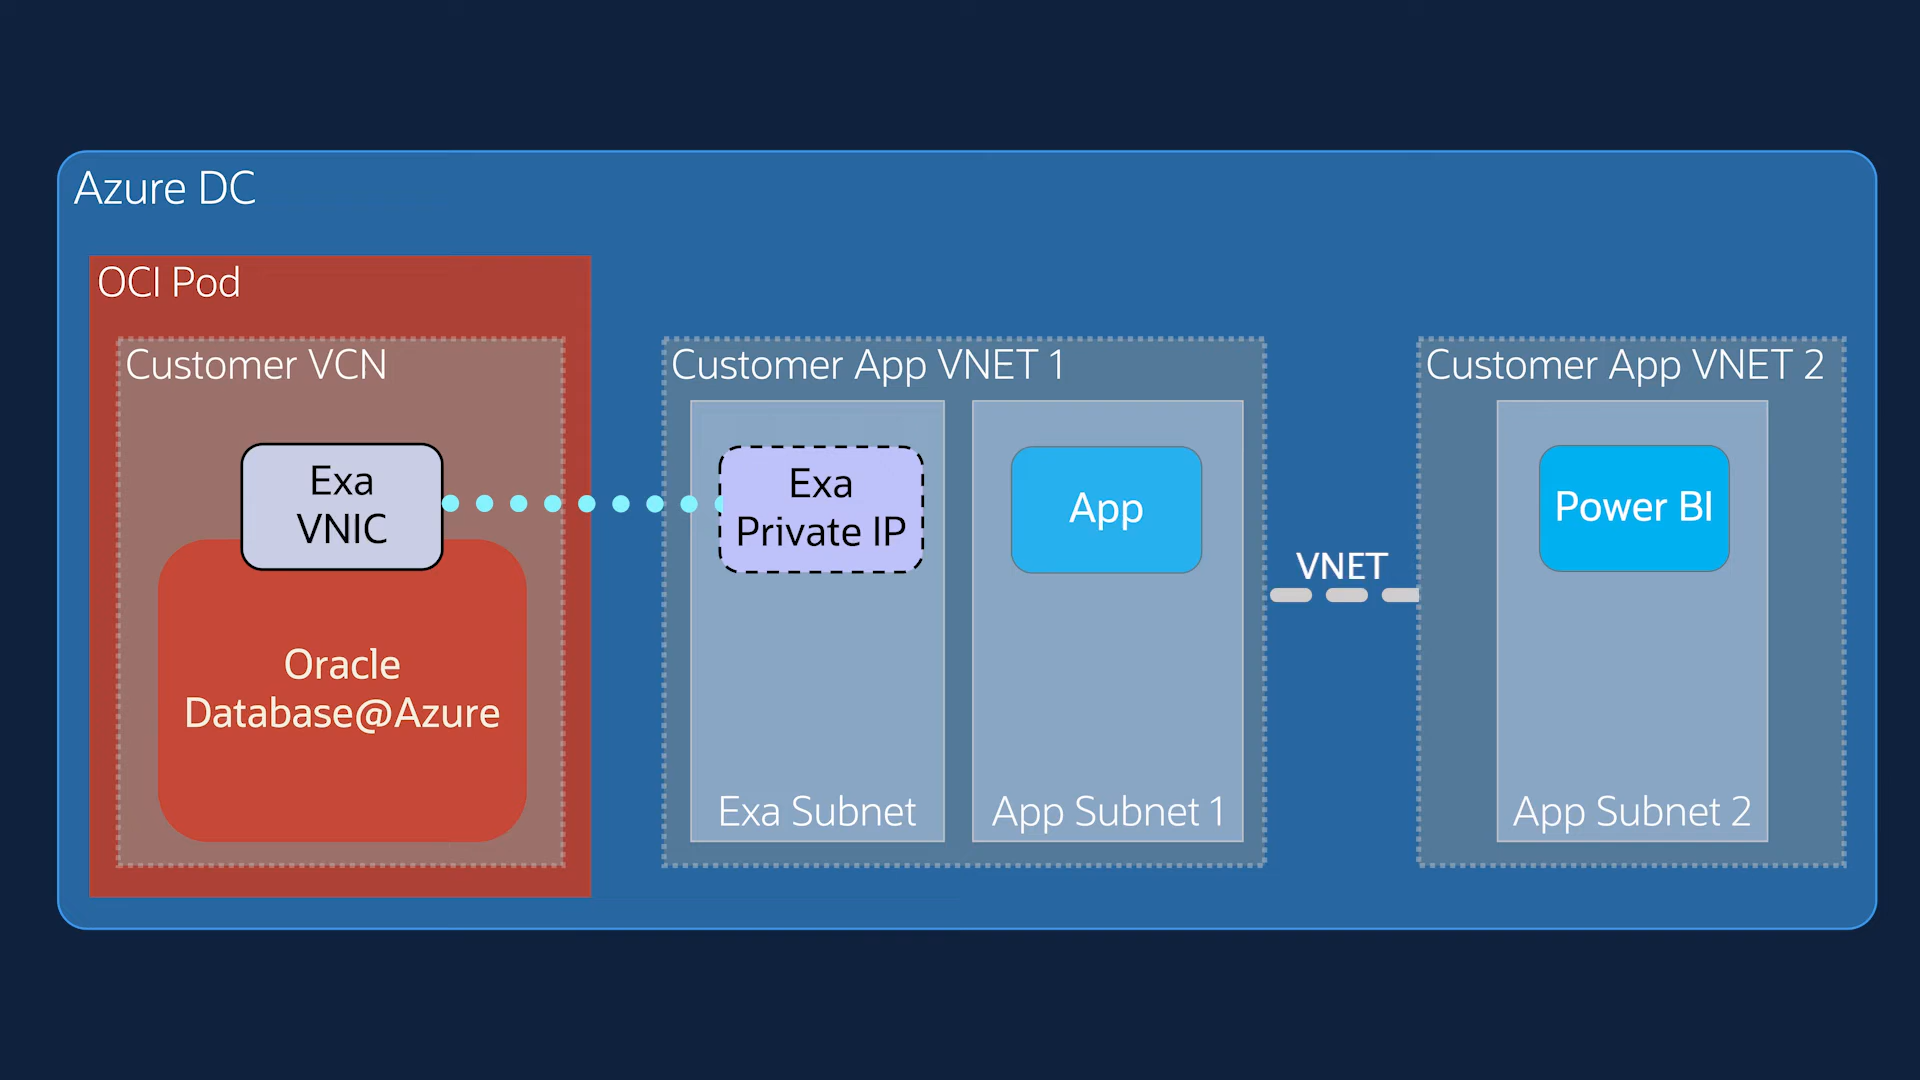 Azure DC
OCI Pod
Customer VCN
Exa
VNIC
Oracle
Database@Azure
Customer App VNET 1
Exa
Private IP
Exa Subnet
App
App Subnet 1
VNET
Customer App VNET 2
Power BI
App Subnet 2